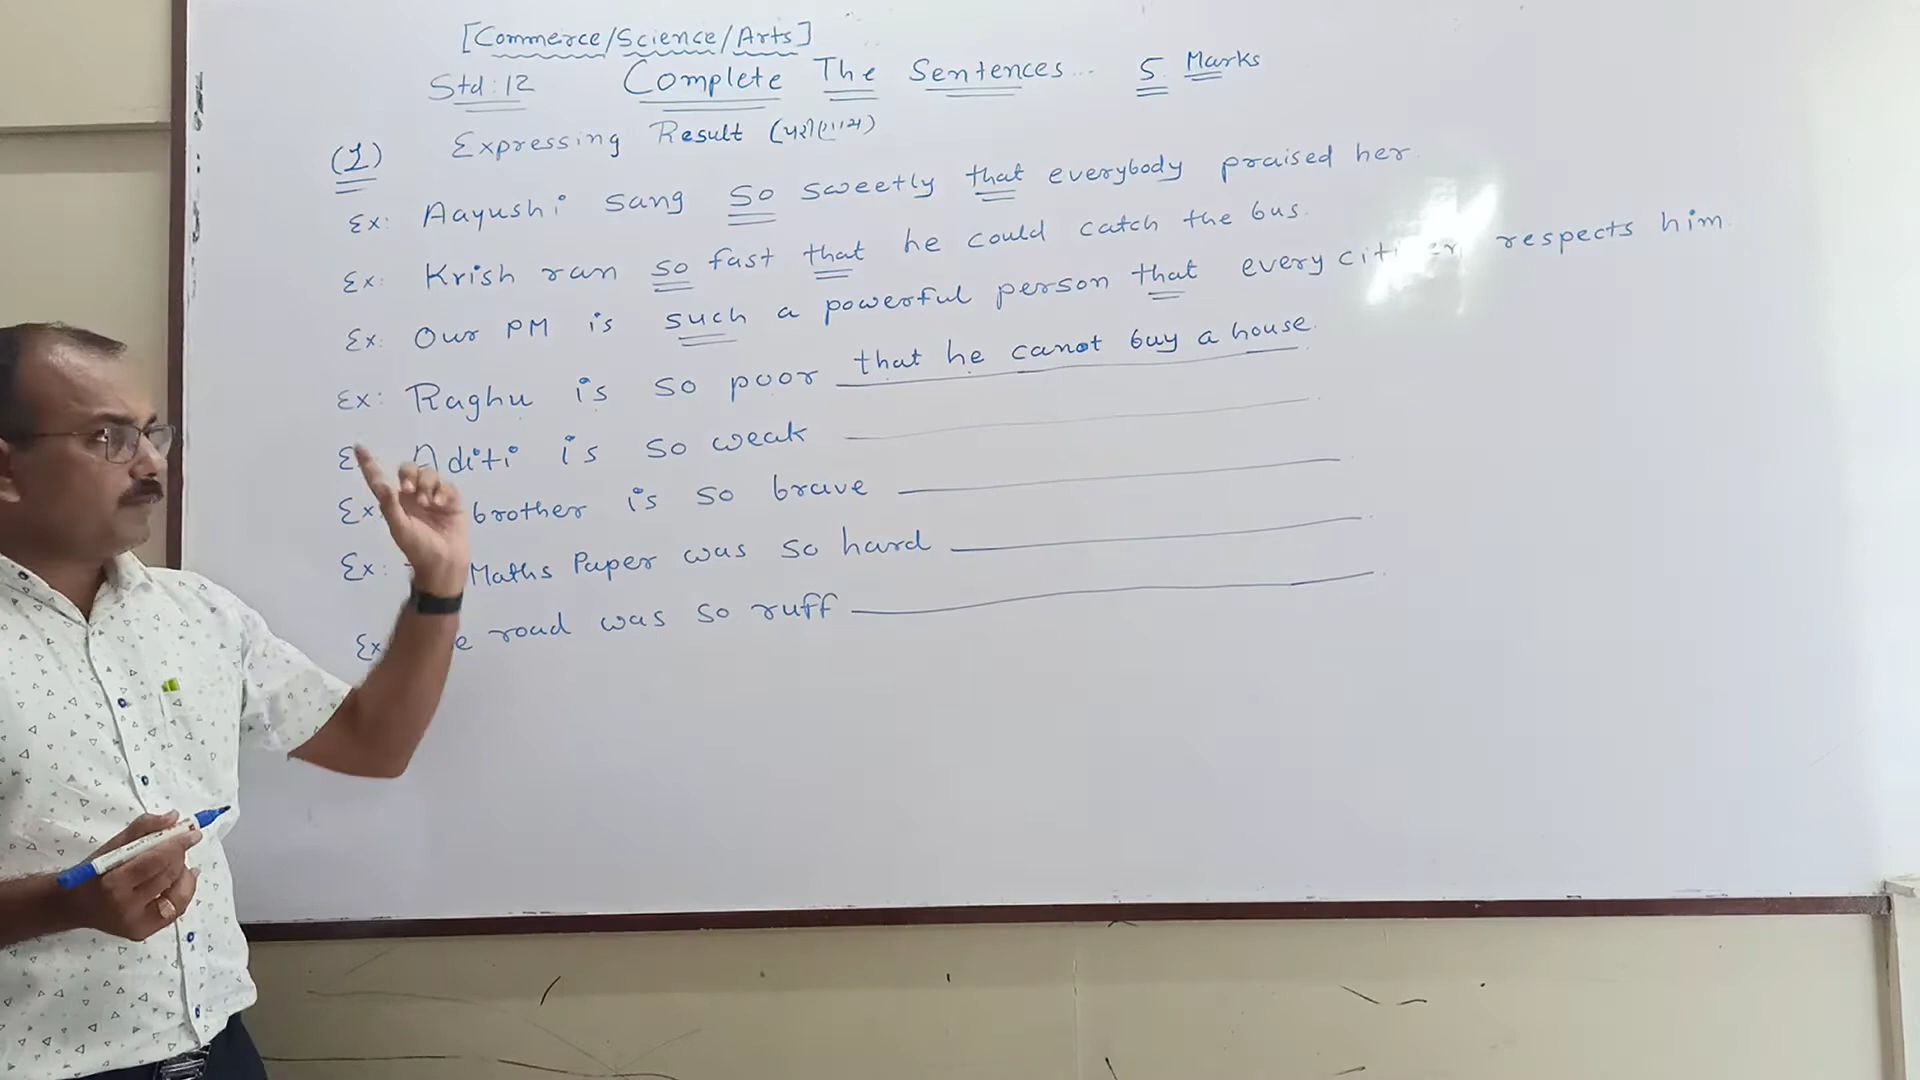 [Commerce/Science/Arts]
Std:12 Complete The Sentences... 5 Marks
(1) Expressing Result (પરીણામ)
Ex: Aayushi sang so sweetly that everybody praised her.
Ex: Krish ran so fast that he could catch the bus.
Ex: Our PM is such a powerful person that every respects him.
Ex: Raghu is so poor that he canot buy a house.
Aditi is so weak
Ex brother is so brave
Ex: Maths Paper was so hard
Ex road was so ruff